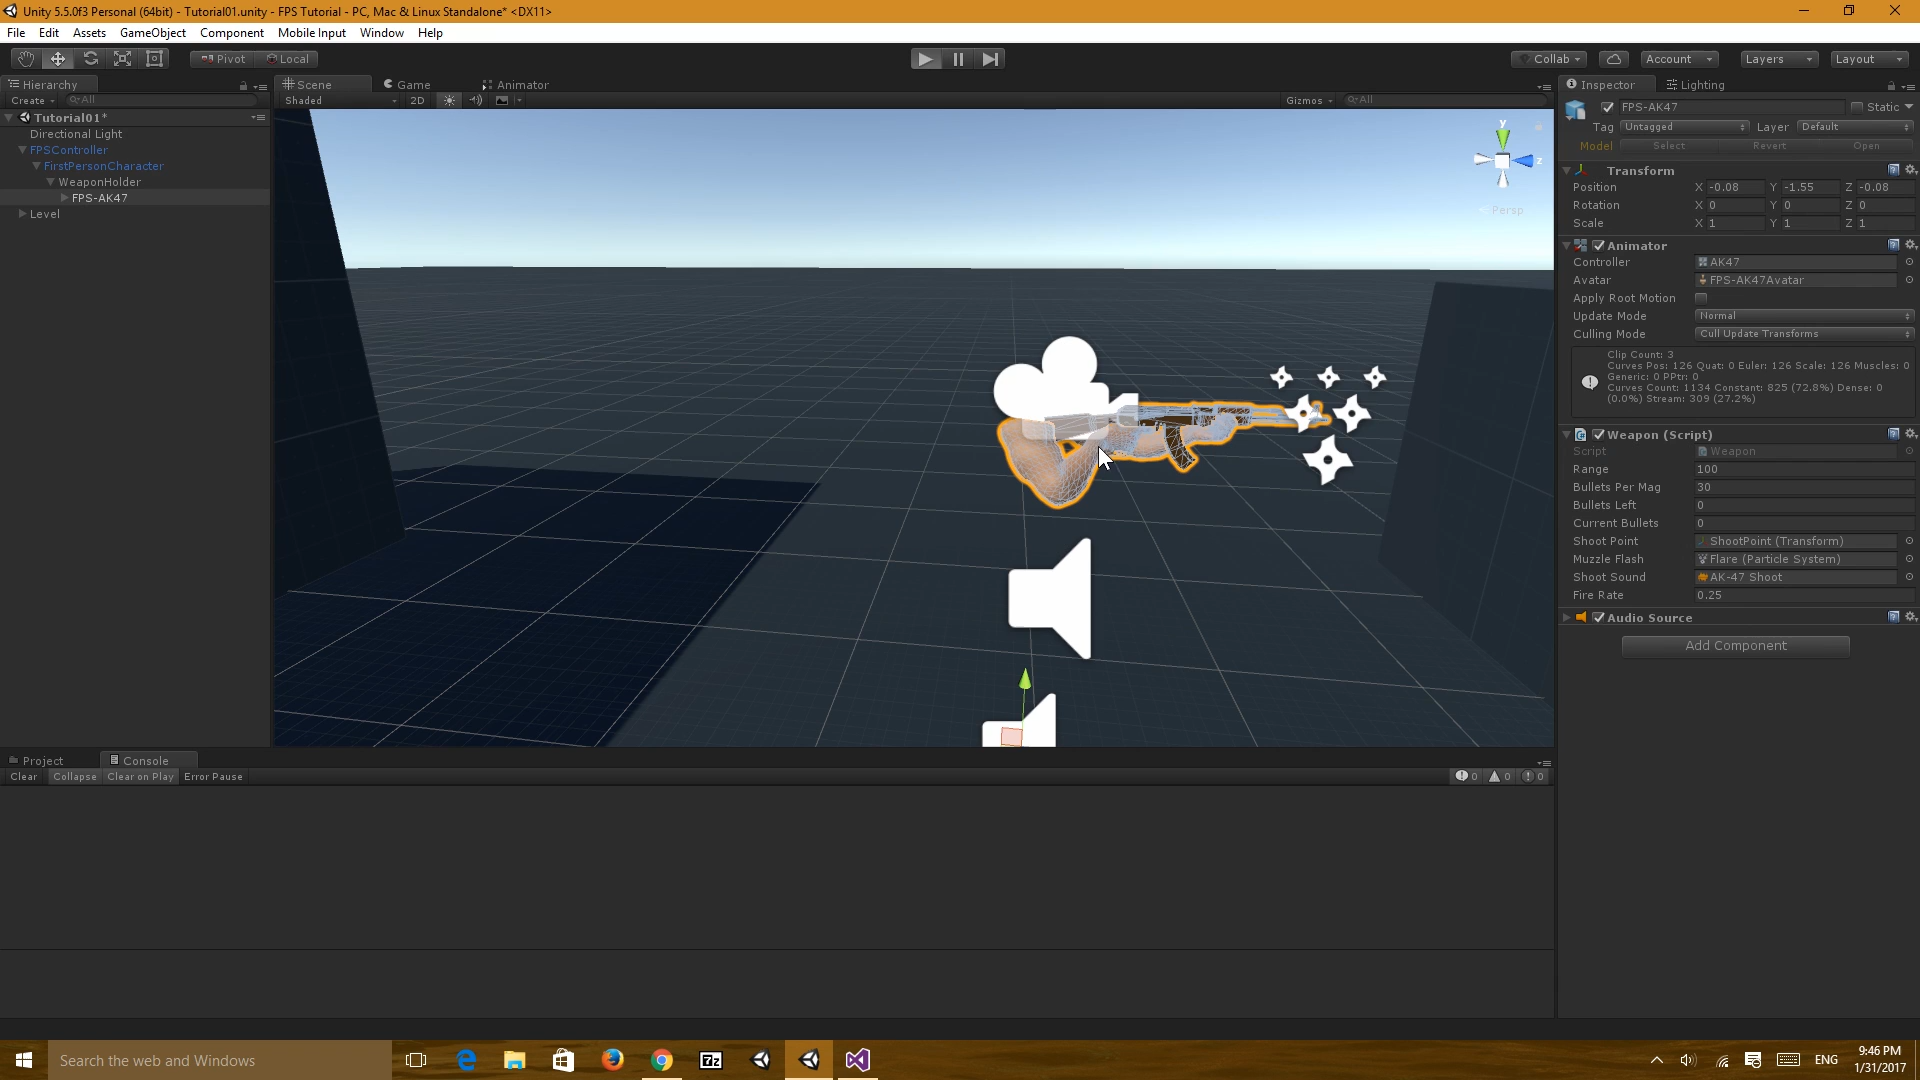 Unity 5.5.0f3 Personal (64bit) - Tutorial01.unity - FPS Tutorial - PC, Mac & Linux Standalone* <DX11>
File Edit Assets GameObject Component Mobile Input Window Help
Pivot Local Collab Account Layers Layout
Hierarchy Scene Game Animator Inspector Lighting
Create All Shaded 2D Gizmos All
Tutorial01*
Directional Light
FPSController
FirstPersonCharacter
WeaponHolder
FPS-AK47
Level
y
z
Persp
FPS-AK47 Static
Tag Untagged Layer Default
Model Select Revert Open
Transform
Position X -0.08 Y -1.55 Z -0.08
Rotation X 0 Y 0 Z 0
Scale X 1 Y 1 Z 1
Animator
Controller AK47
Avatar FPS-AK47Avatar
Apply Root Motion
Update Mode Normal
Culling Mode Cull Update Transforms
Clip Count: 3
Curves Pos: 126 Quat: 0 Euler: 126 Scale: 126 Muscles: 0
Generic: 0 PPtr: 0
Curves Count: 1134 Constant: 825 (72.8%) Dense: 0
(0.0%) Stream: 309 (27.2%)
Weapon (Script)
Script Weapon
Range 100
Bullets Per Mag 30
Bullets Left 0
Current Bullets 0
Shoot Point ShootPoint (Transform)
Muzzle Flash Flare (Particle System)
Shoot Sound AK-47 Shoot
Fire Rate 0.25
Audio Source
Add Component
Project Console
Clear Collapse Clear on Play Error Pause 0 0 0
Search the web and Windows
7z
ENG
9:46 PM
1/31/2017